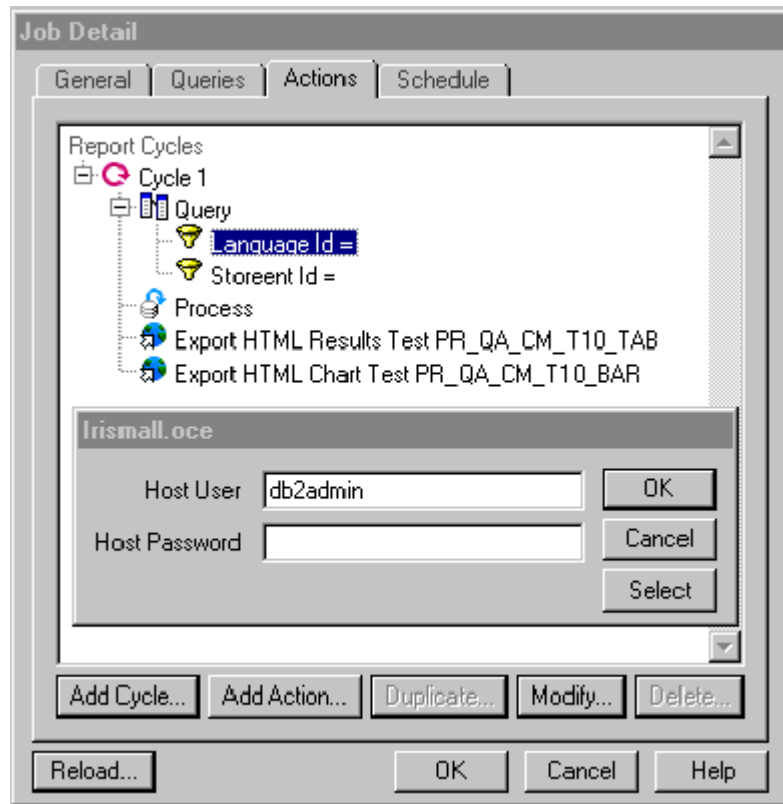 Job Detail
General Queries Actions Schedule
Report Cycles
Cycle 1
Query
Language Id =
Storeent Id =
Process
Export HTML Results Test PR_QA_CM_T10_TAB
Export HTML Chart Test PR_QA_CM_T10_BAR
Irismall.oce
Host User db2admin OK
Host Password Cancel
Select
Add Cycle... Add Action... Duplicate... Modify... Delete...
Reload... OK Cancel Help